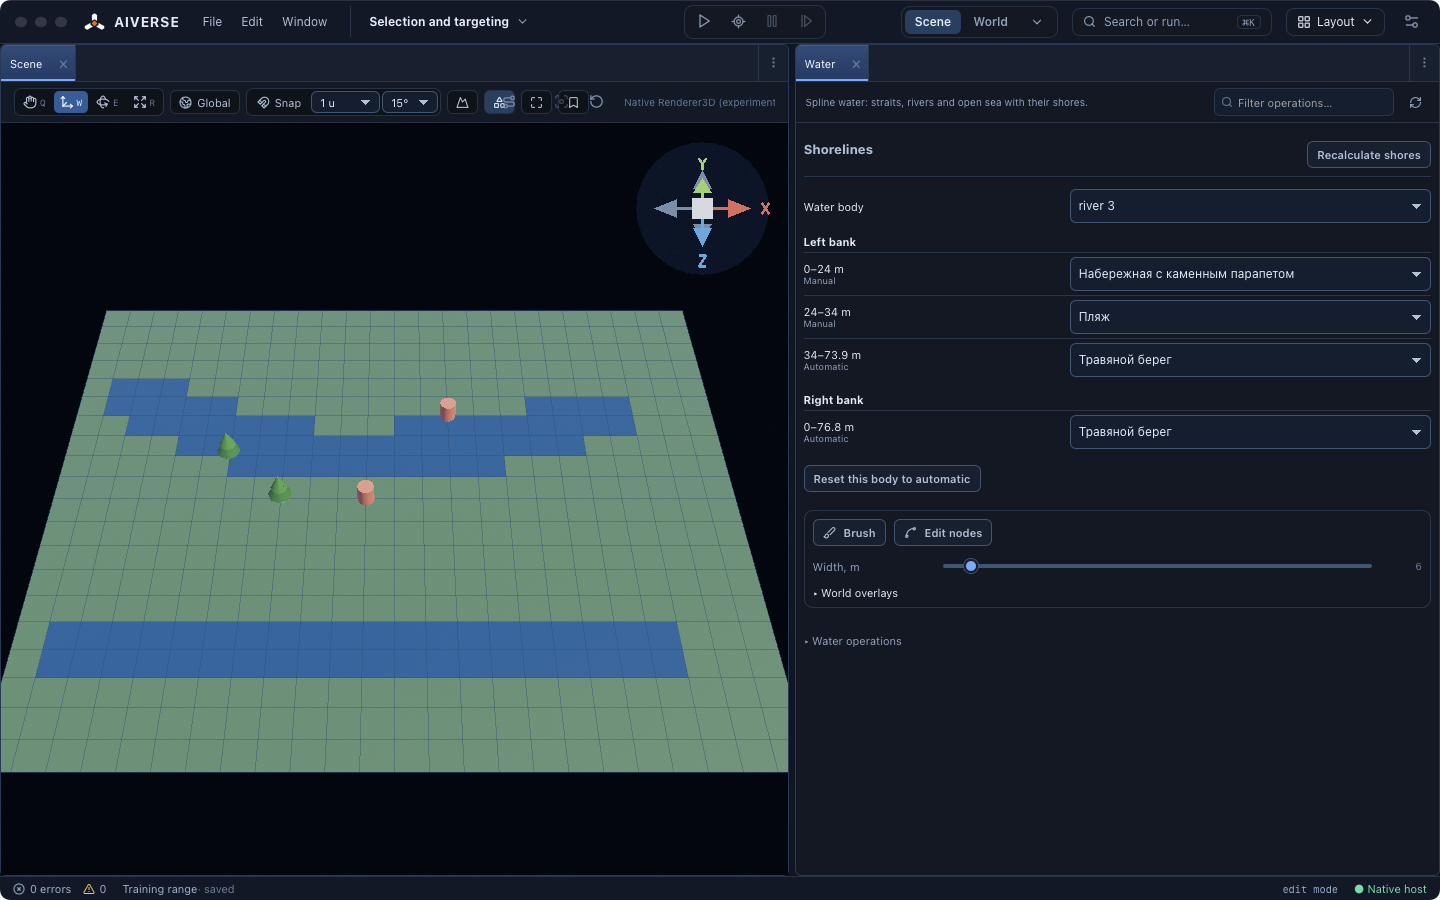 AIVERSE File Edit Window Selection and targeting Scene World Search or run... ⌘K Layout
Scene
Q W E R Global Snap 1 u 15° Native Renderer3D (experiment
Y
X
Z
Water
Spline water: straits, rivers and open sea with their shores. Filter operations...
Shorelines Recalculate shores
Water body river 3
Left bank
0–24 m Набережная с каменным парапетом
Manual
24–34 m Пляж
Manual
34–73.9 m Травяной берег
Automatic
Right bank
0–76.8 m Травяной берег
Automatic
Reset this body to automatic
Brush Edit nodes
Width, m 6
World overlays
Water operations
0 errors 0 Training range · saved edit mode Native host